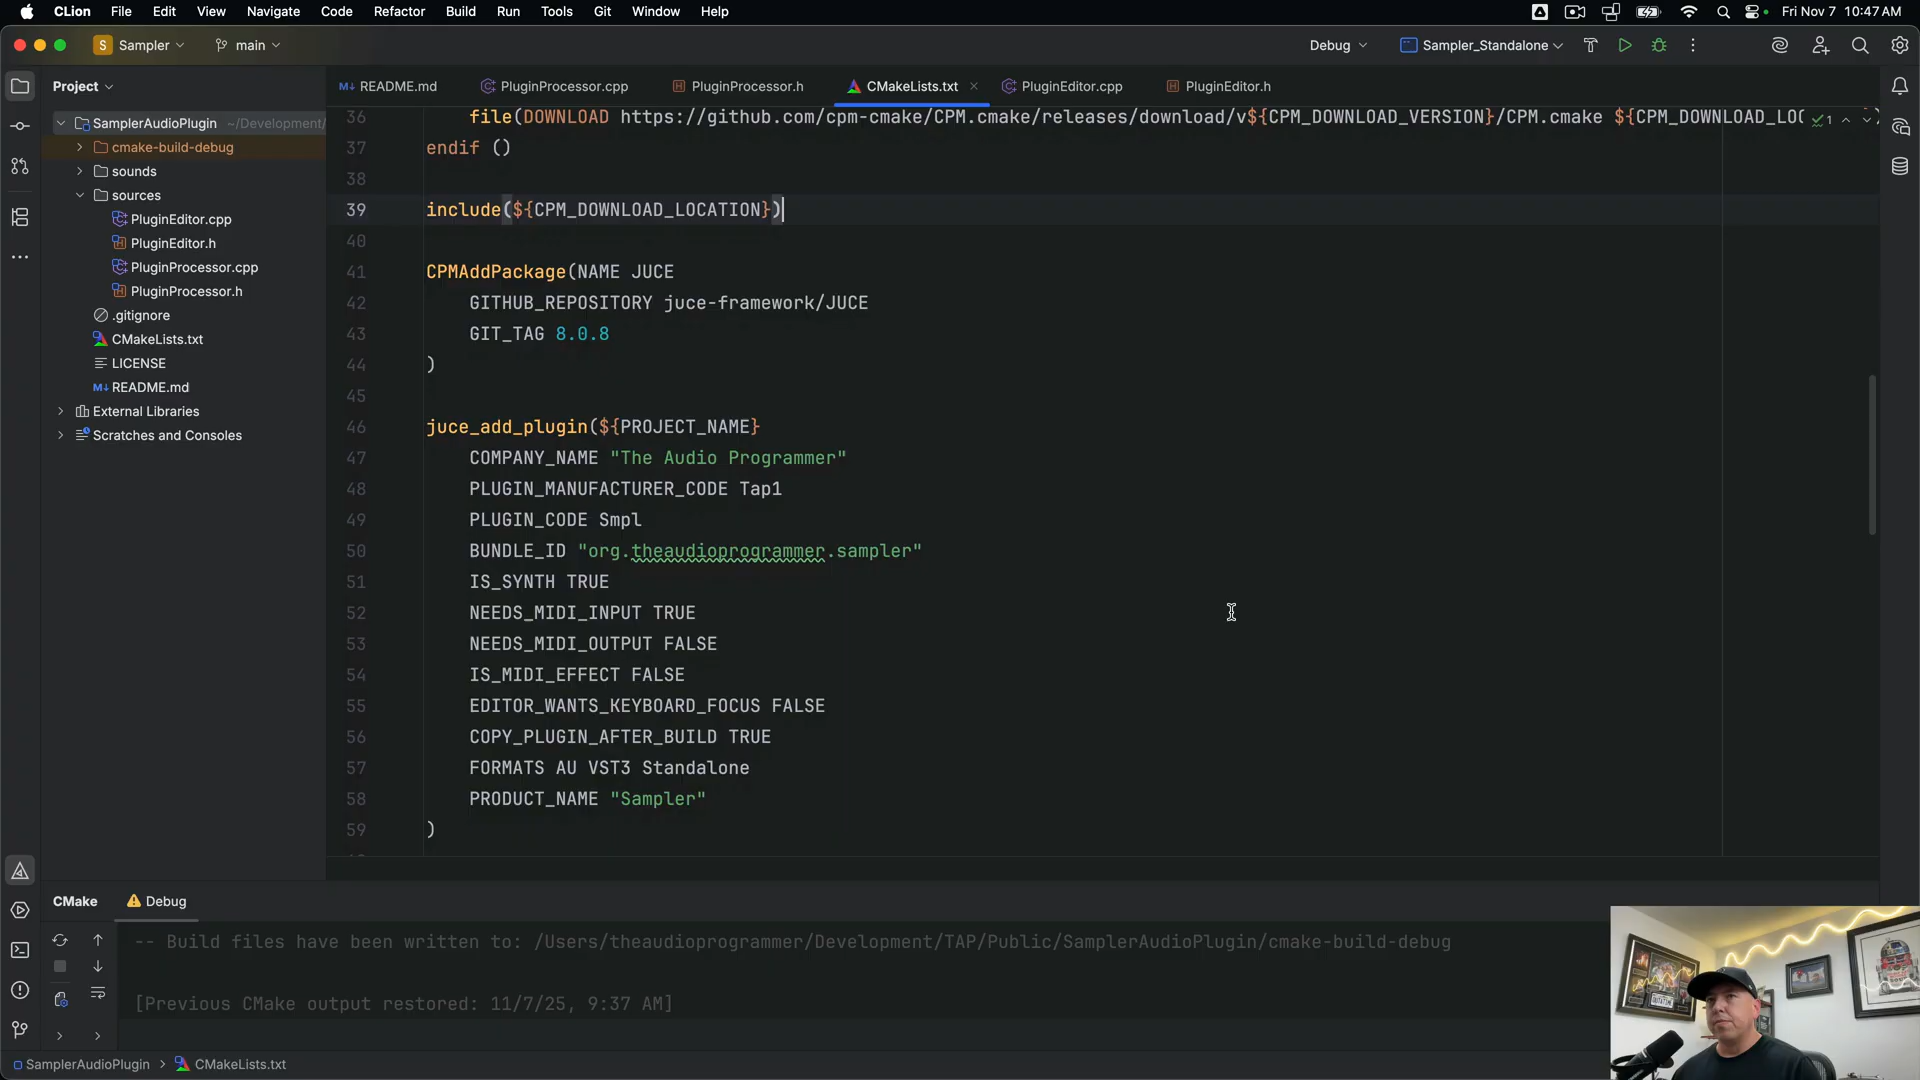 CLion File Edit View Navigate Code Refactor Build Run Tools Git Window Help Fri Nov 7 10:47 AM
S Sampler main Debug Sampler_Standalone
Project
README.md PluginProcessor.cpp PluginProcessor.h CMakeLists.txt PluginEditor.cpp PluginEditor.h
SamplerAudioPlugin ~/Development/
cmake-build-debug
sounds
sources
PluginEditor.cpp
PluginEditor.h
PluginProcessor.cpp
PluginProcessor.h
.gitignore
CMakeLists.txt
LICENSE
README.md
External Libraries
Scratches and Consoles
36 file(DOWNLOAD https://github.com/cpm-cmake/CPM.cmake/releases/download/v${CPM_DOWNLOAD_VERSION}/CPM.cmake ${CPM_DOWNLOAD_LOC 1
37 endif ()
38
39 include(${CPM_DOWNLOAD_LOCATION})
40
41 CPMAddPackage(NAME JUCE
42 GITHUB_REPOSITORY juce-framework/JUCE
43 GIT_TAG 8.0.8
44 )
45
46 juce_add_plugin(${PROJECT_NAME}
47 COMPANY_NAME "The Audio Programmer"
48 PLUGIN_MANUFACTURER_CODE Tap1
49 PLUGIN_CODE Smpl
50 BUNDLE_ID "org.theaudioprogrammer.sampler"
51 IS_SYNTH TRUE
52 NEEDS_MIDI_INPUT TRUE
53 NEEDS_MIDI_OUTPUT FALSE
54 IS_MIDI_EFFECT FALSE
55 EDITOR_WANTS_KEYBOARD_FOCUS FALSE
56 COPY_PLUGIN_AFTER_BUILD TRUE
57 FORMATS AU VST3 Standalone
58 PRODUCT_NAME "Sampler"
59 )
CMake Debug
-- Build files have been written to: /Users/theaudioprogrammer/Development/TAP/Public/SamplerAudioPlugin/cmake-build-debug
[Previous CMake output restored: 11/7/25, 9:37 AM]
SamplerAudioPlugin > CMakeLists.txt